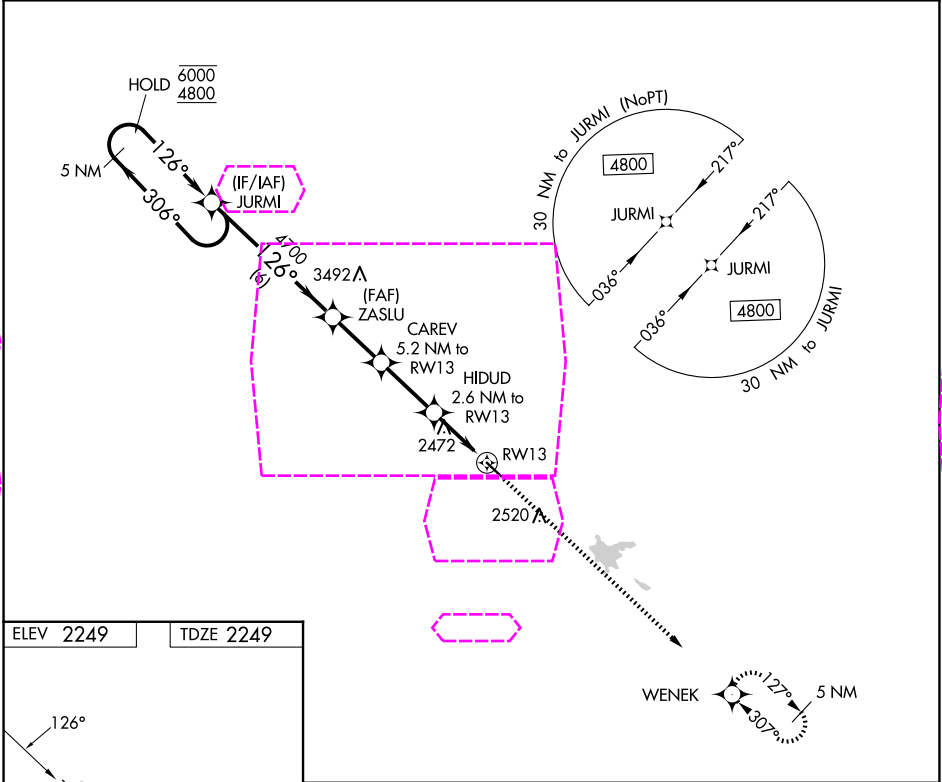 HOLD 6000
4800
5 NM
126°
306°
(IF/IAF)
JURMI
4700
126°
(6)
3492
(FAF)
ZASLU
CAREV
5.2 NM to
RW13
HIDUD
2.6 NM to
RW13
2472
RW13
2520
30 NM to JURMI (NoPT)
4800
217°
JURMI
036°
217°
JURMI
036°
4800
30 NM to JURMI
WENEK
127°
307°
5 NM
ELEV 2249
TDZE 2249
126°